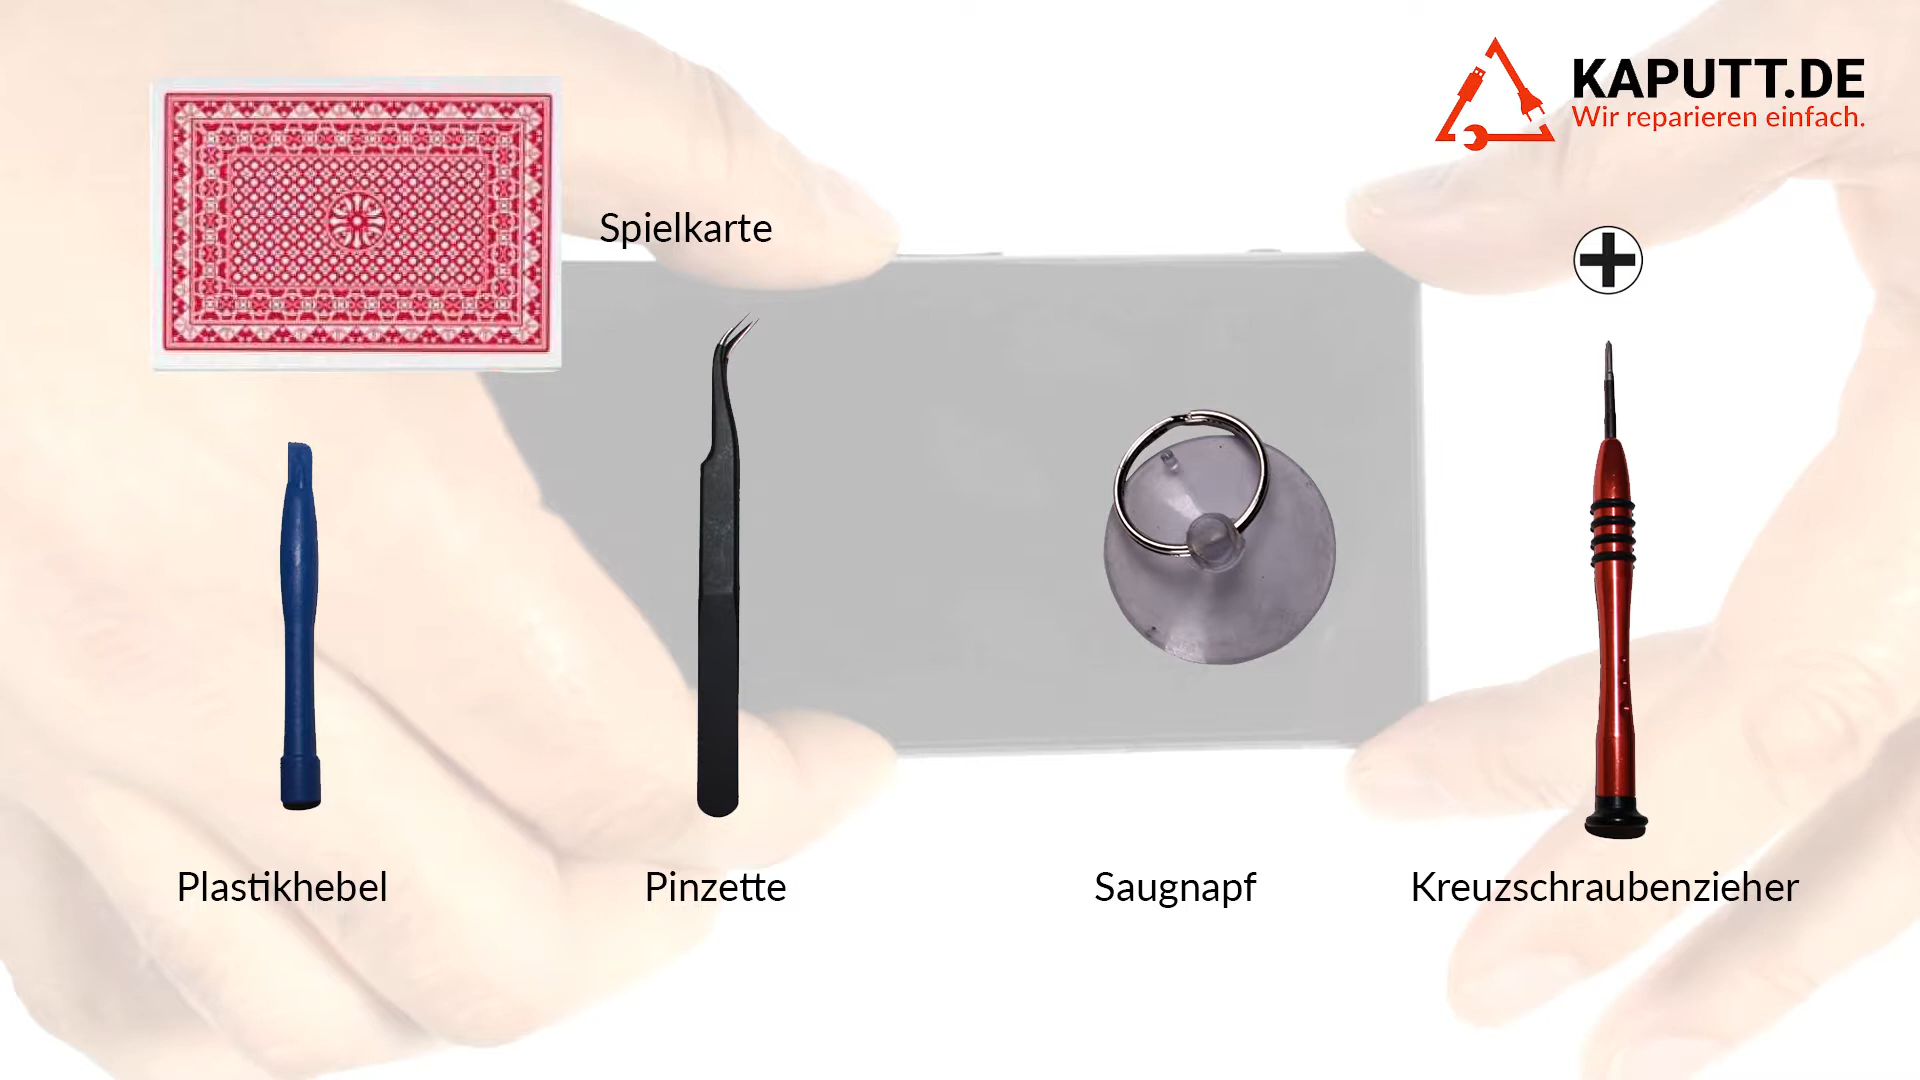 KAPUTT.DE
Wir reparieren einfach.
Spielkarte
Plastikhebel
Pinzette
Saugnapf
Kreuzschraubenzieher